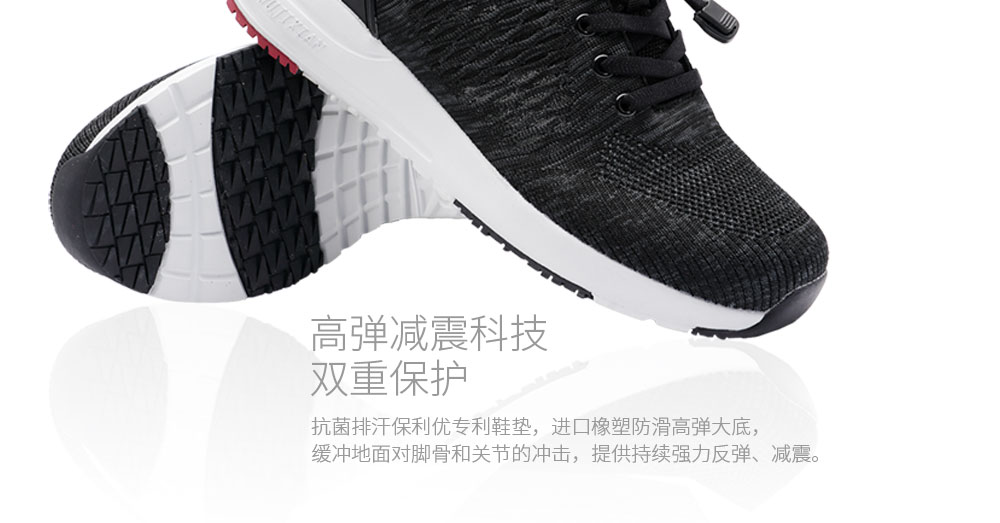 高弹减震科技
双重保护
抗菌排汗保利优专利鞋垫，进口橡塑防滑高弹大底，
缓冲地面对脚骨和关节的冲击，提供持续强力反弹、减震。